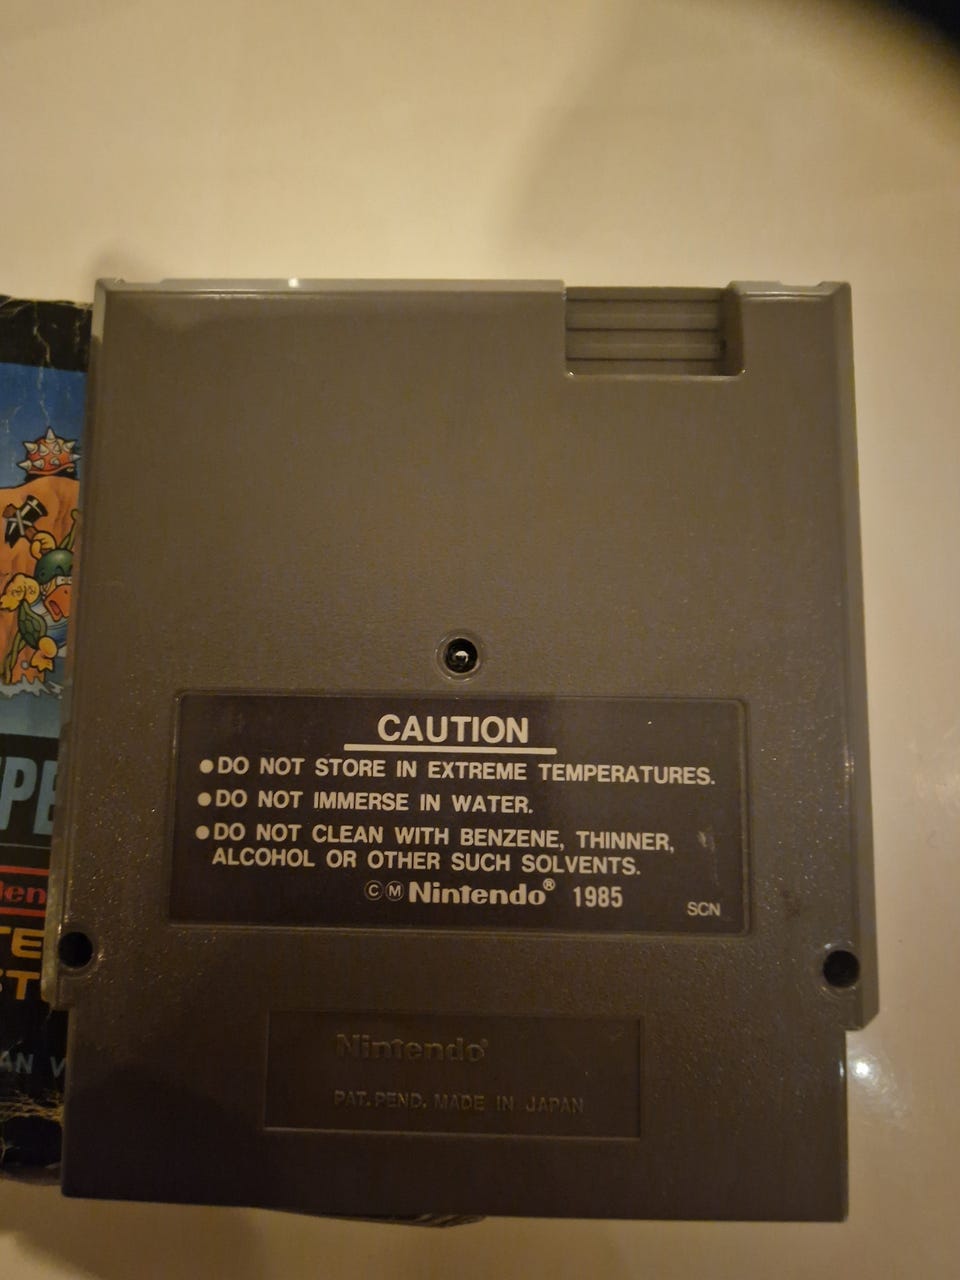 CAUTION
●DO NOT STORE IN EXTREME TEMPERATURES.
●DO NOT IMMERSE IN WATER.
●DO NOT CLEAN WITH BENZENE, THINNER,
ALCOHOL OR OTHER SUCH SOLVENTS.
ⒸⓂNintendo® 1985
SCN
Nintendo®
PAT. PEND. MADE IN JAPAN